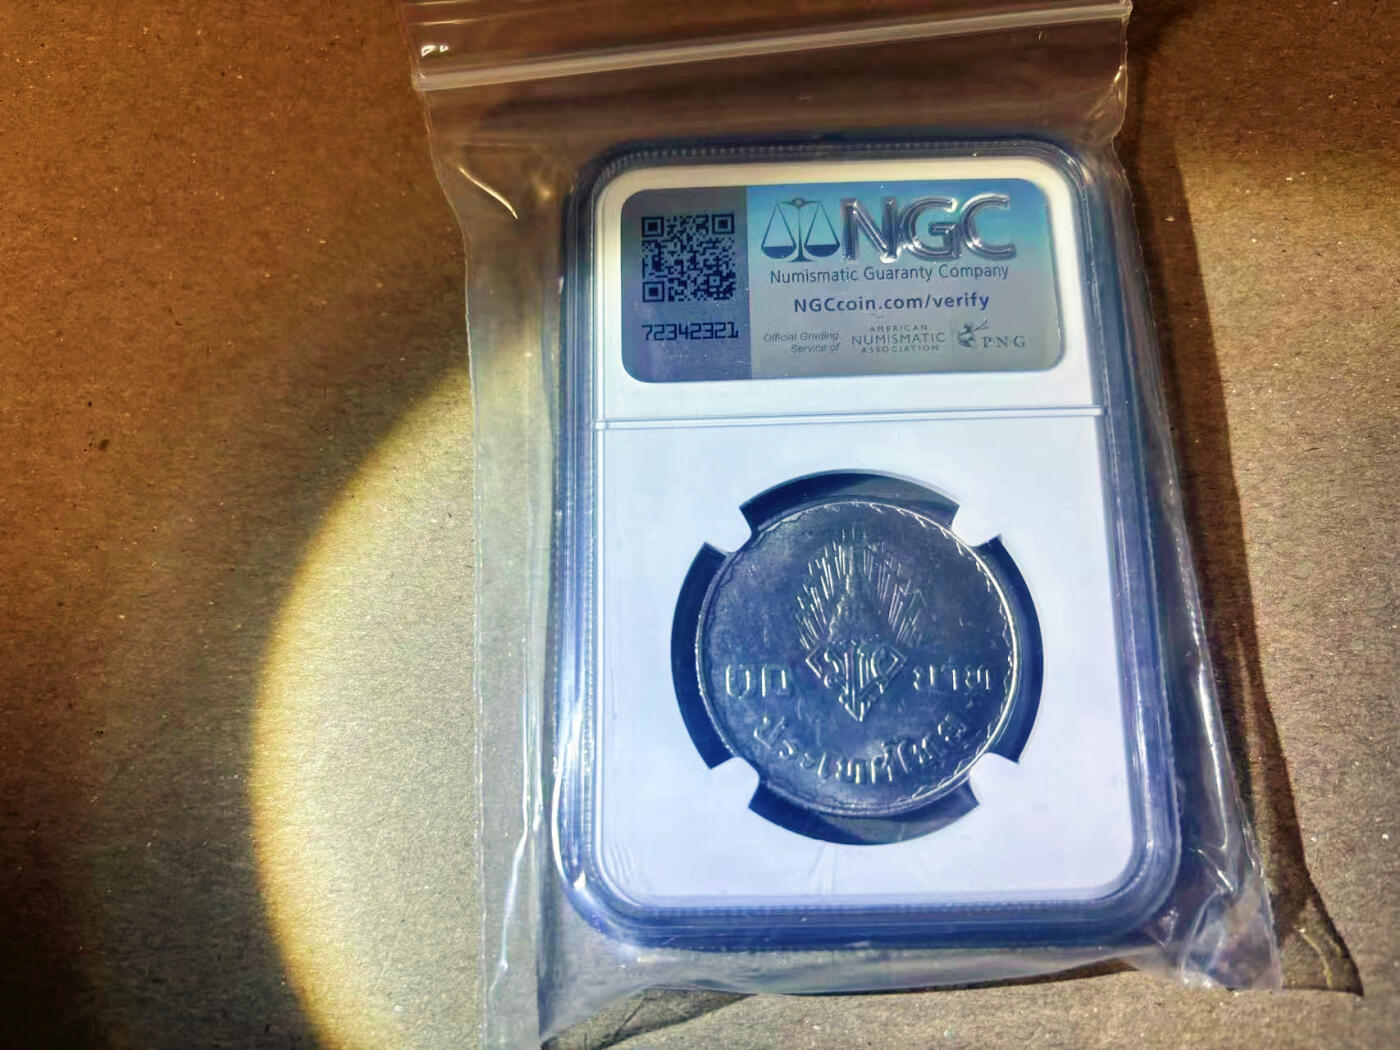 NGC
Numismatic Guaranty Company
NGCcoin.com/verify
72342321
Official Grading
Service of
AMERICAN
NUMISMATIC
ASSOCIATION
PNG
๑๐ บาท
ประเทศไทย